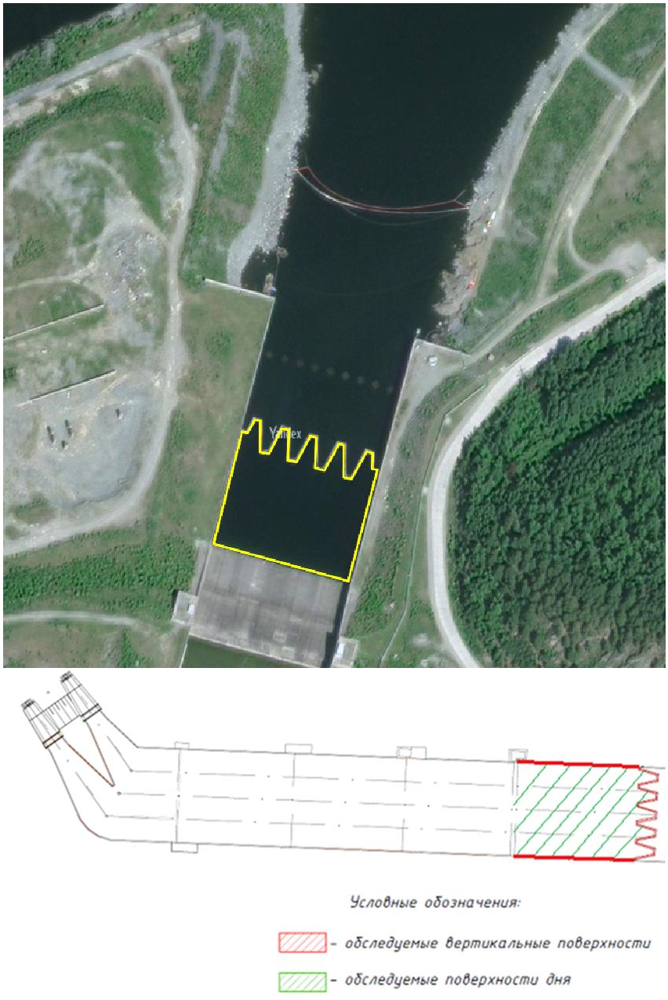 Yandex
Условные обозначения:
- обследуемые вертикальные поверхности
- обследуемые поверхности дна